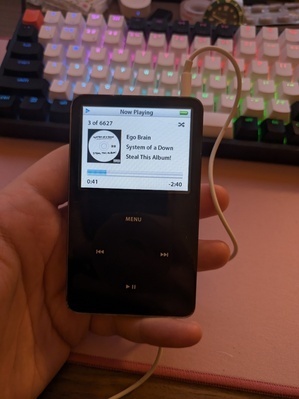 Now Playing
3 of 6627
Ego Brain
System of a Down
Steal This Album!
0:41
-2:40
MENU